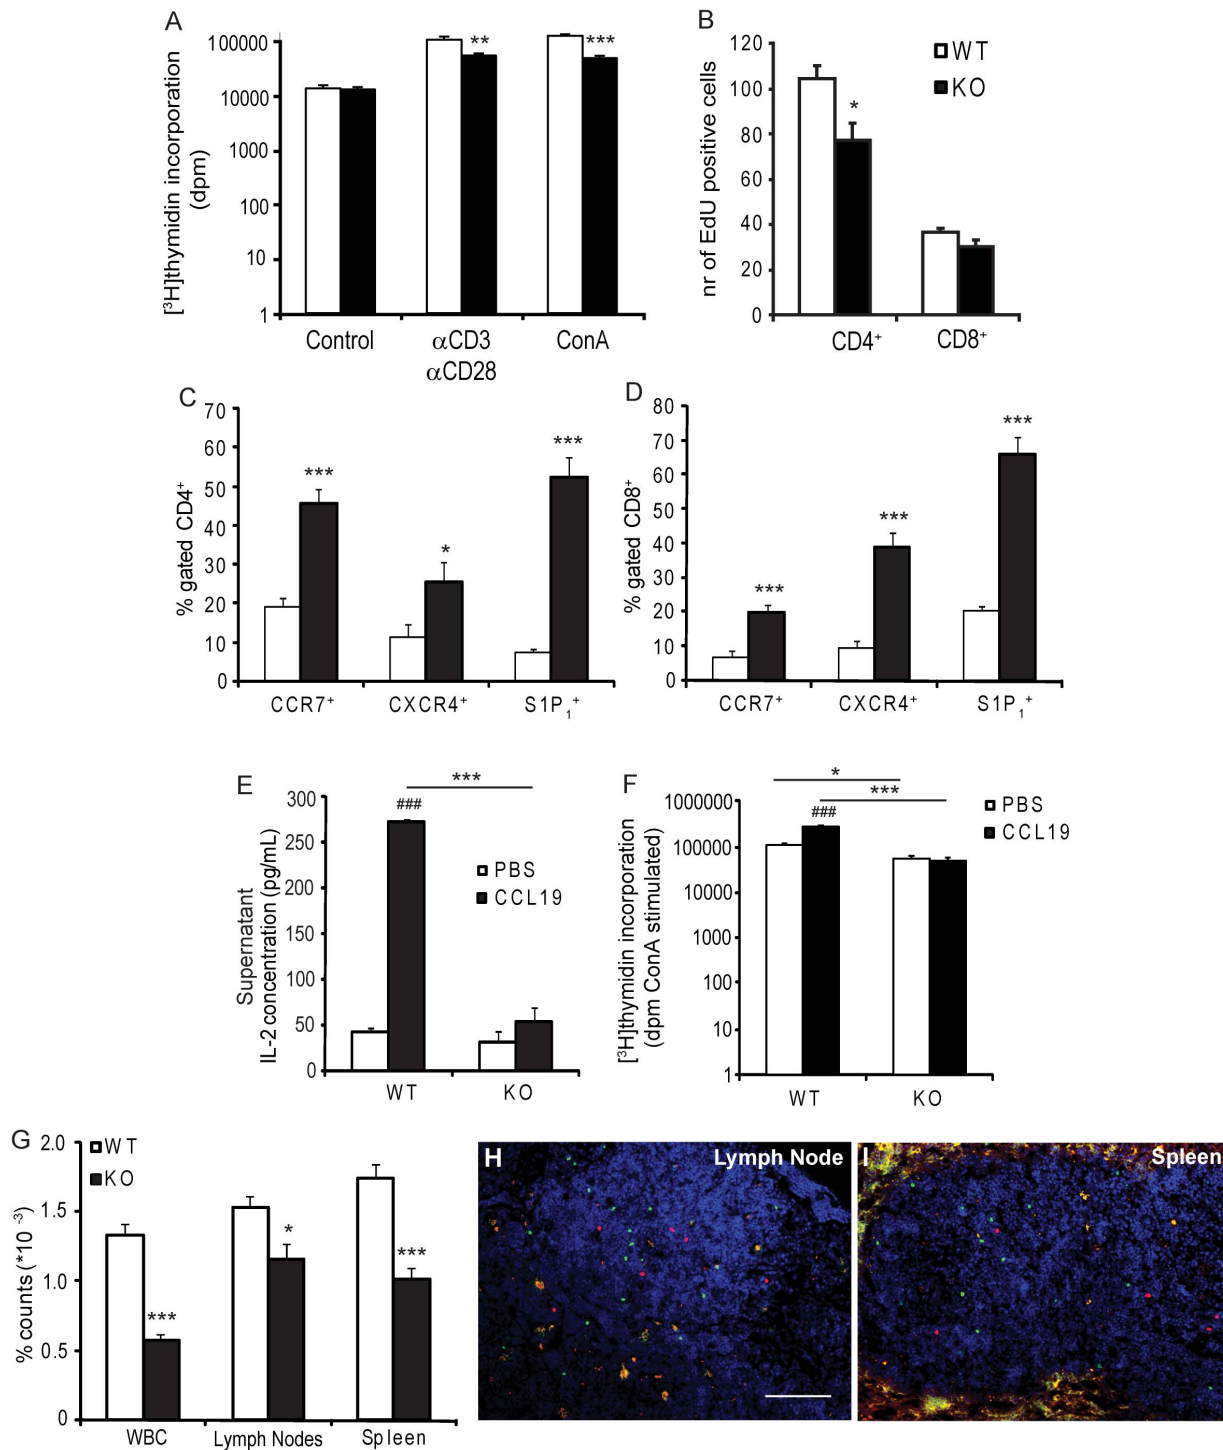 A
[³H]thymidin incorporation
(dpm)
100000
10000
1000
100
10
1
**
***
Control
αCD3
αCD28
ConA
B
nr of EdU positive cells
120
100
80
60
40
20
0
*
WT
KO
CD4⁺
CD8⁺
C
% gated CD4⁺
70
60
50
40
30
20
10
0
***
*
***
CCR7⁺
CXCR4⁺
S1P₁⁺
D
% gated CD8⁺
80
70
60
50
40
30
20
10
0
***
***
***
CCR7⁺
CXCR4⁺
S1P₁⁺
E
Supernatant
IL-2 concentration (pg/mL)
300
250
200
150
100
50
0
***
###
PBS
CCL19
WT
KO
F
[³H]thymidin incorporation
(dpm ConA stimulated)
1000000
100000
10000
1000
100
10
1
*
***
###
PBS
CCL19
WT
KO
G
% counts (*10 ⁻³)
2.0
1.5
1.0
0.5
0
WT
KO
***
*
***
WBC
Lymph Nodes
Spleen
H
Lymph Node
I
Spleen